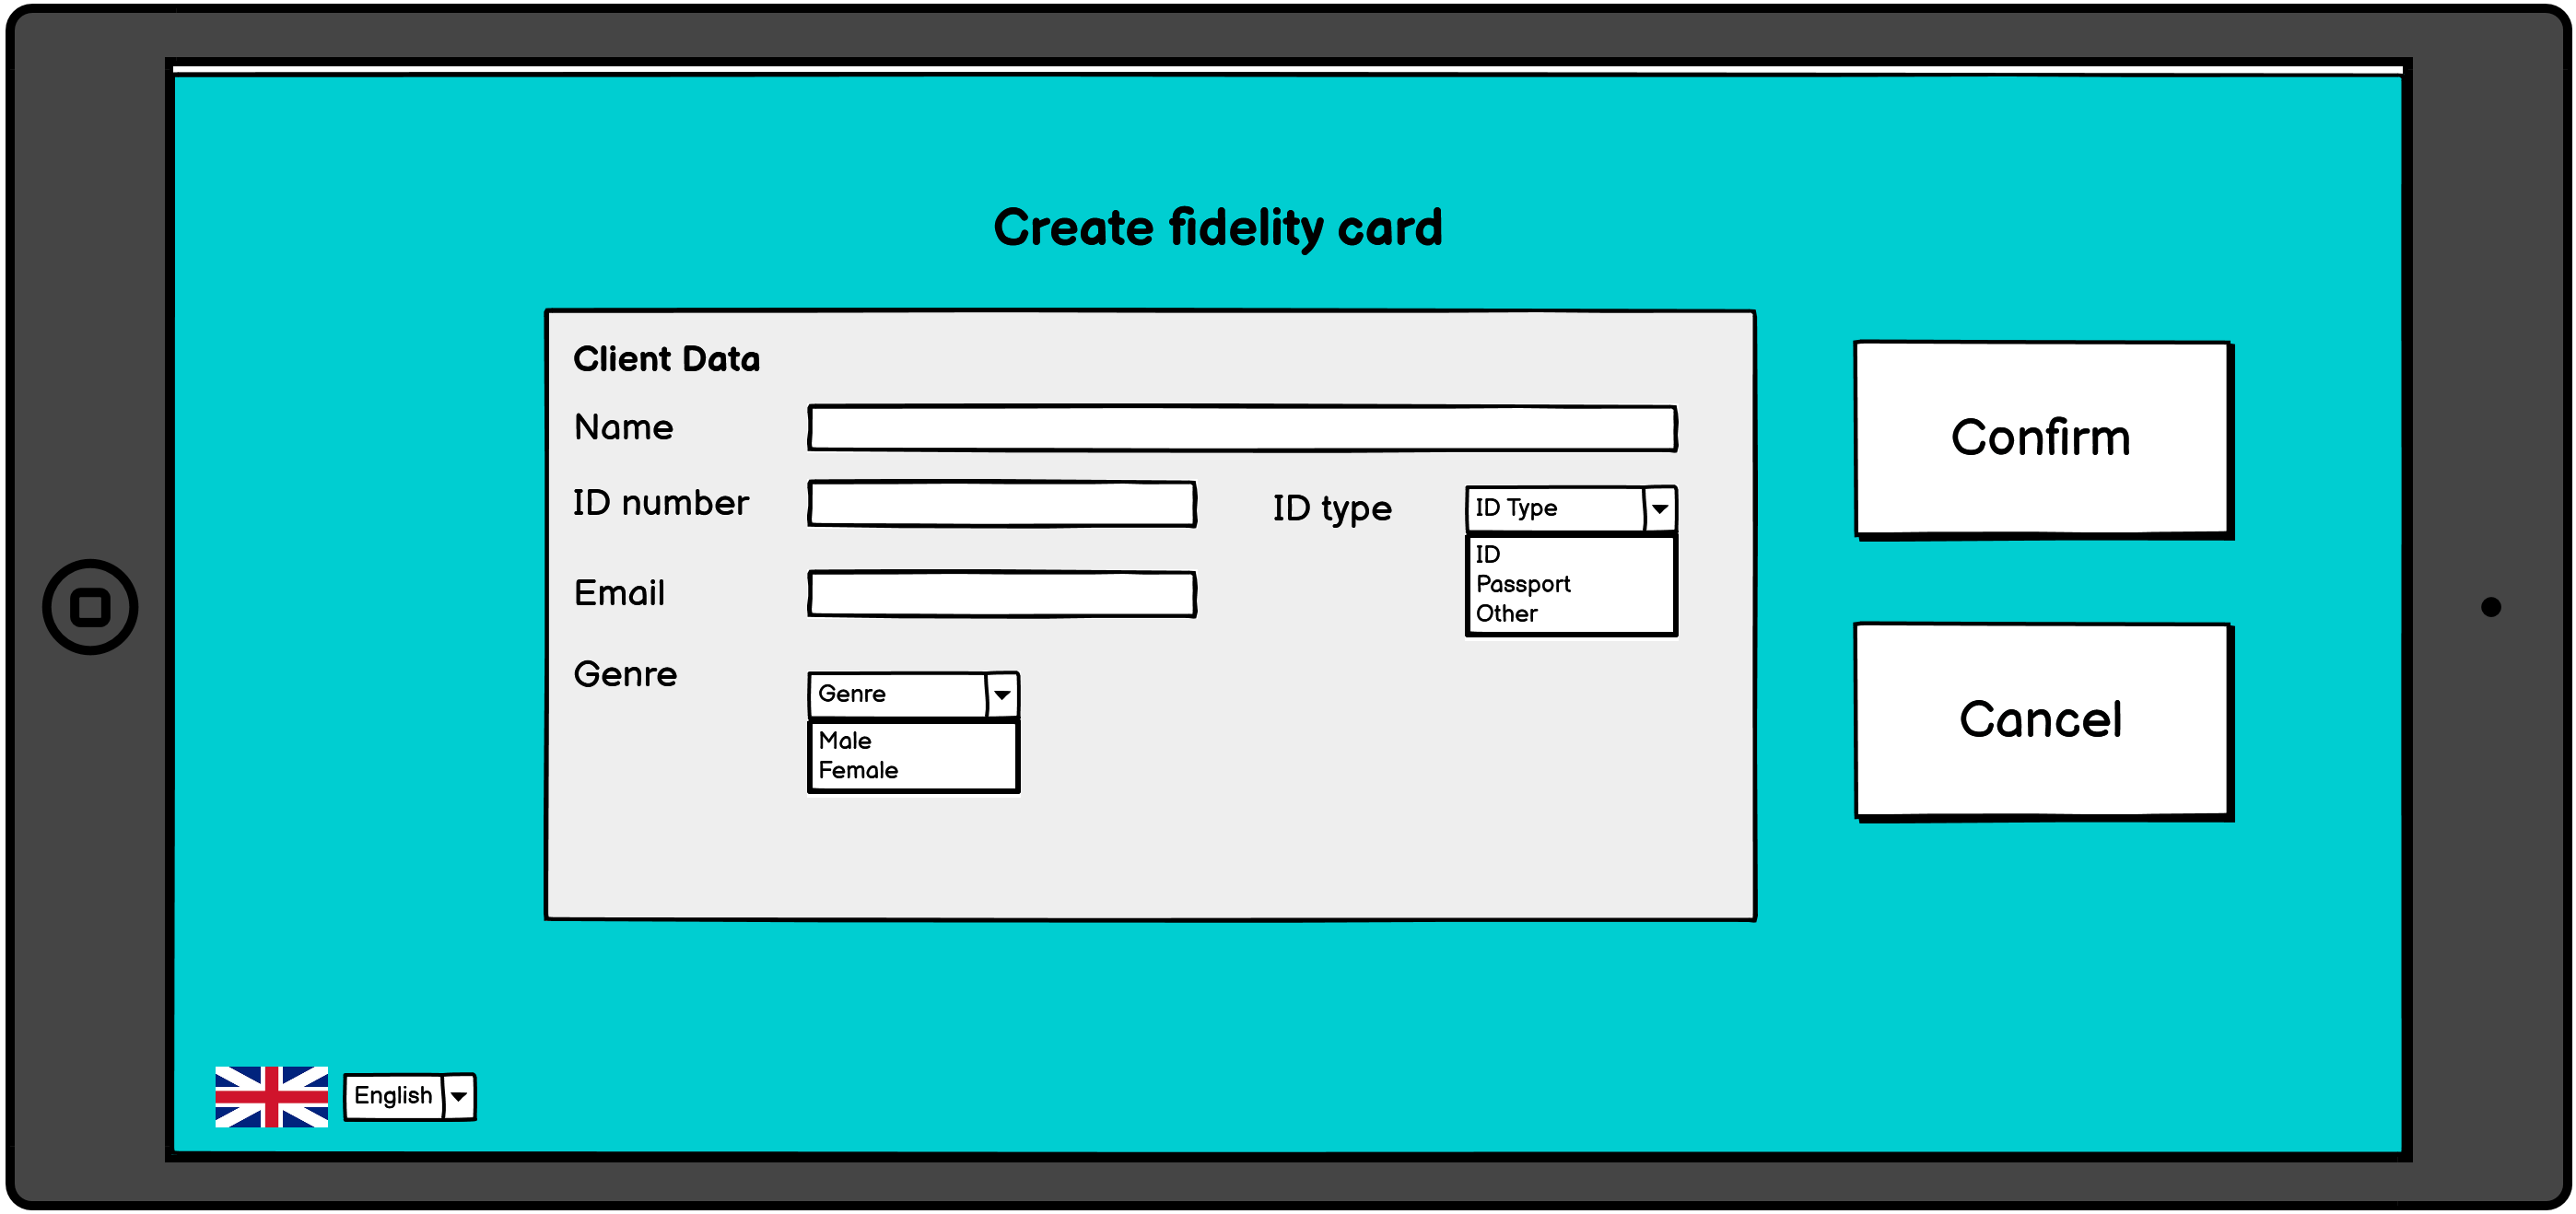 Create fidelity card
Client Data
Name
ID number
ID type
ID Type
ID
Passport
Other
Email
Genre
Genre
Male
Female
Confirm
Cancel
English